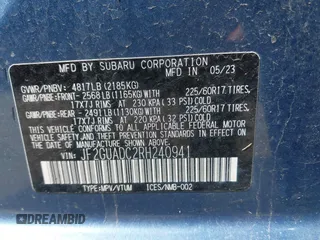 MFD BY SUBARU CORPORATION 05/23
GVWR/PNBV: 4817LB(2185KG)
GAWR/PNBE: FRONT- 2568LB(1165KG)WITH 225/60R17 TIRES,
17X7J RIMS AT 230 KPA (33 PSI) COLD
GAWR/PNBE: REAR- 2491LB(1130KG)WITH 225/60R17 TIRES,
17X7J RIMS AT 220 KPA (32 PSI) COLD
THIS VEHICLE CONFORMS TO ALL APPLICABLE FEDERAL
MOTOR VEHICLE SAFETY, BUMPER, AND THEFT PREVENTION
STANDARDS IN EFFECT ON THE DATE OF MANUFACTURE
SHOWN ABOVE.
VIN: JF2GUADC2RH240941
TYPE:MPV/VTUM ICES/NMB-002
DREAMBID